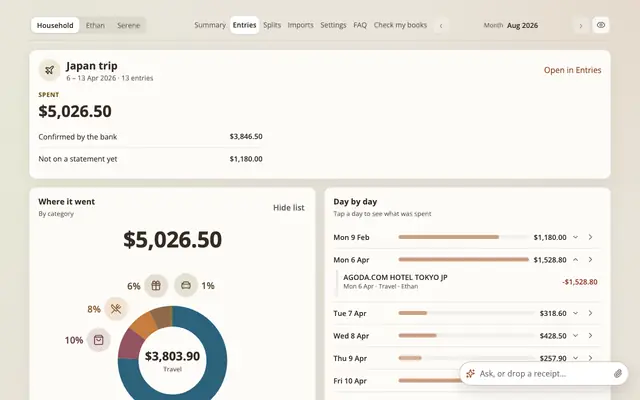 Household Ethan Serene Summary Entries Splits Imports Settings FAQ Check my books ‹ Month Aug 2026 ›
Japan trip
6 – 13 Apr 2026 · 13 entries
Open in Entries
SPENT
$5,026.50
Confirmed by the bank $3,846.50
Not on a statement yet $1,180.00
Where it went
By category
Hide list
$5,026.50
6%
1%
8%
10%
$3,803.90
Travel
Day by day
Tap a day to see what was spent
Mon 9 Feb $1,180.00
Mon 6 Apr $1,528.80
AGODA.COM HOTEL TOKYO JP
Mon 6 Apr · Travel · Ethan
-$1,528.80
Tue 7 Apr $318.60
Wed 8 Apr $428.50
Thu 9 Apr $257.90
Fri 10 Apr
Ask, or drop a receipt...